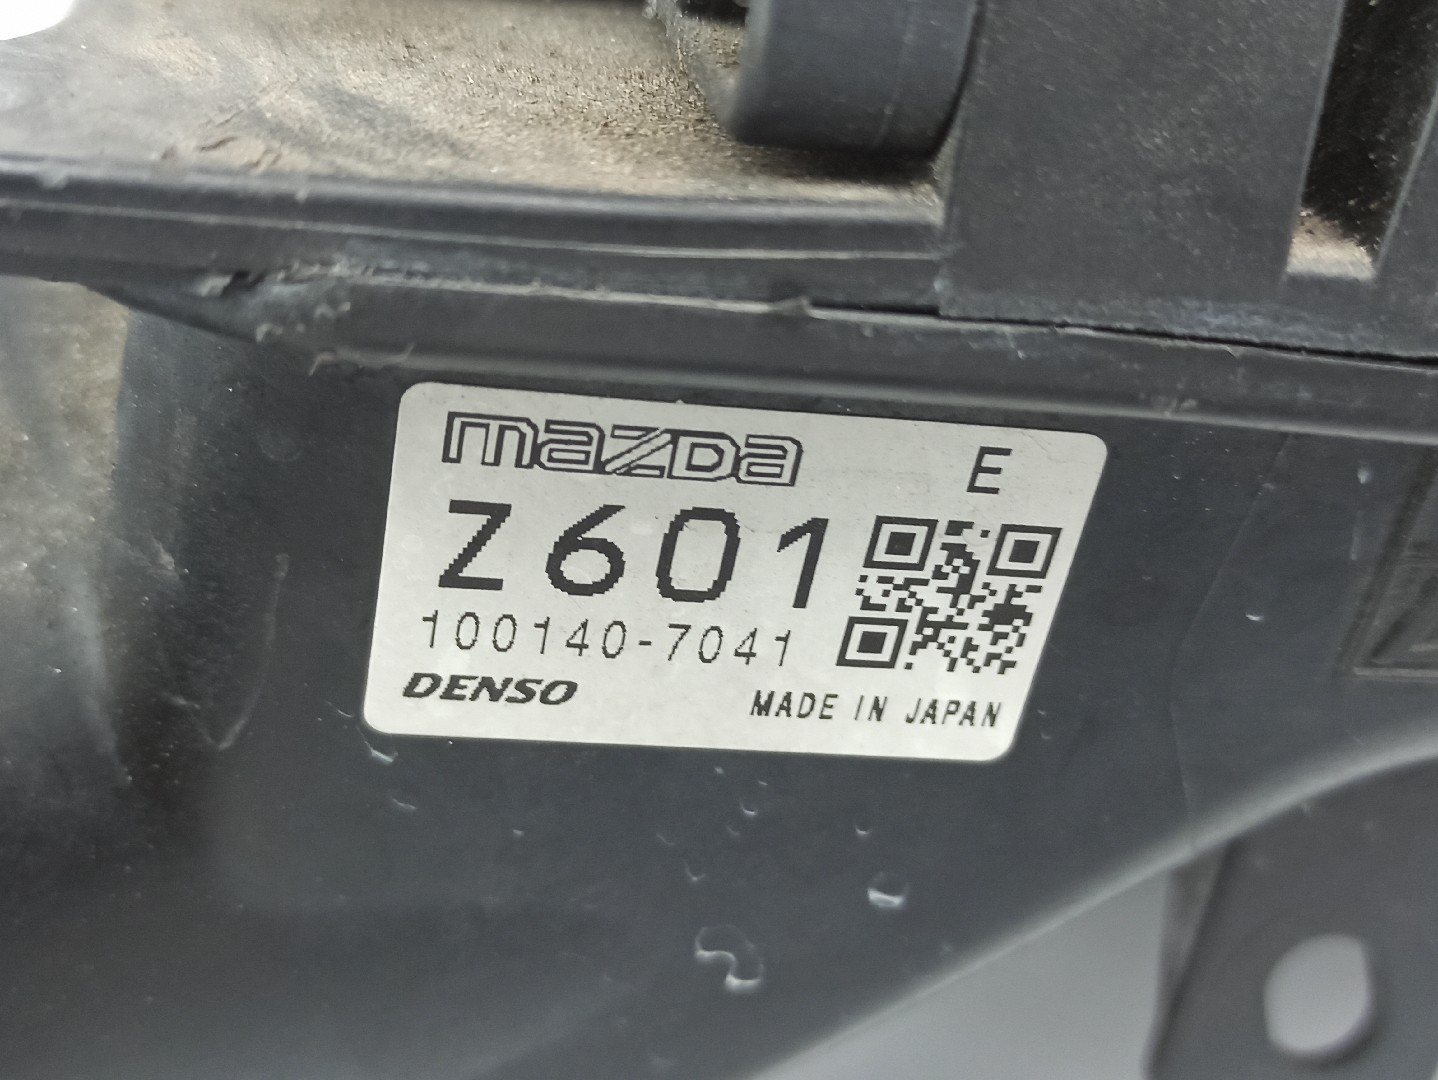 mazda
E
Z601
100140-7041
DENSO
MADE IN JAPAN